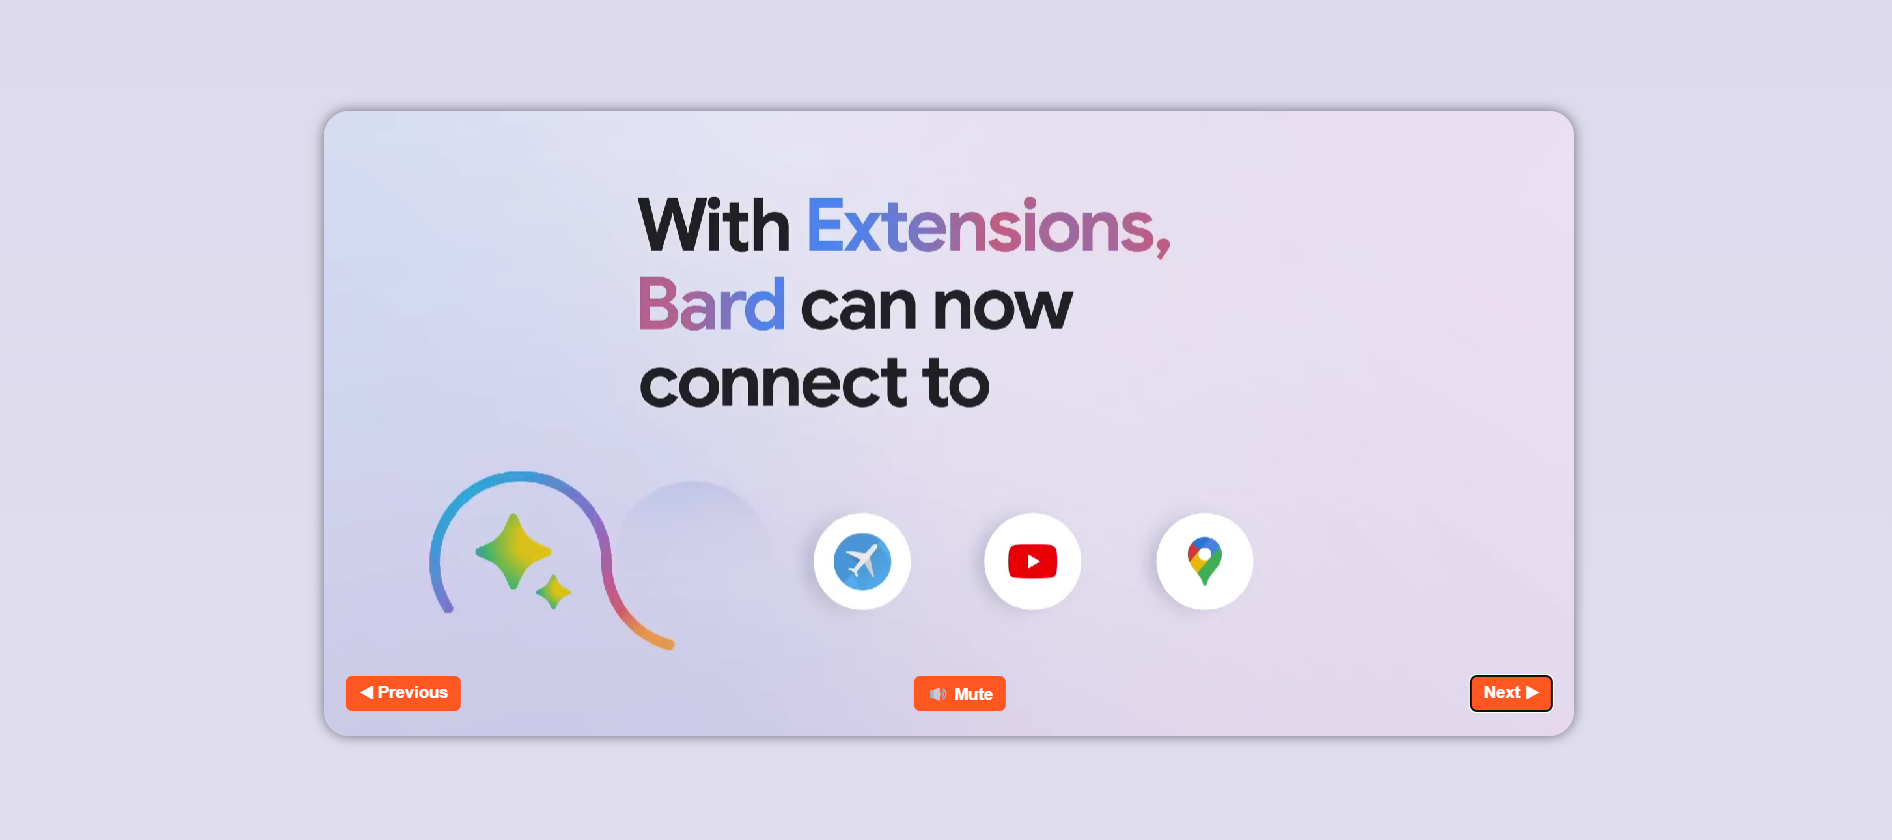 With Extensions,
Bard can now
connect to
◀ Previous
Mute
Next ▶